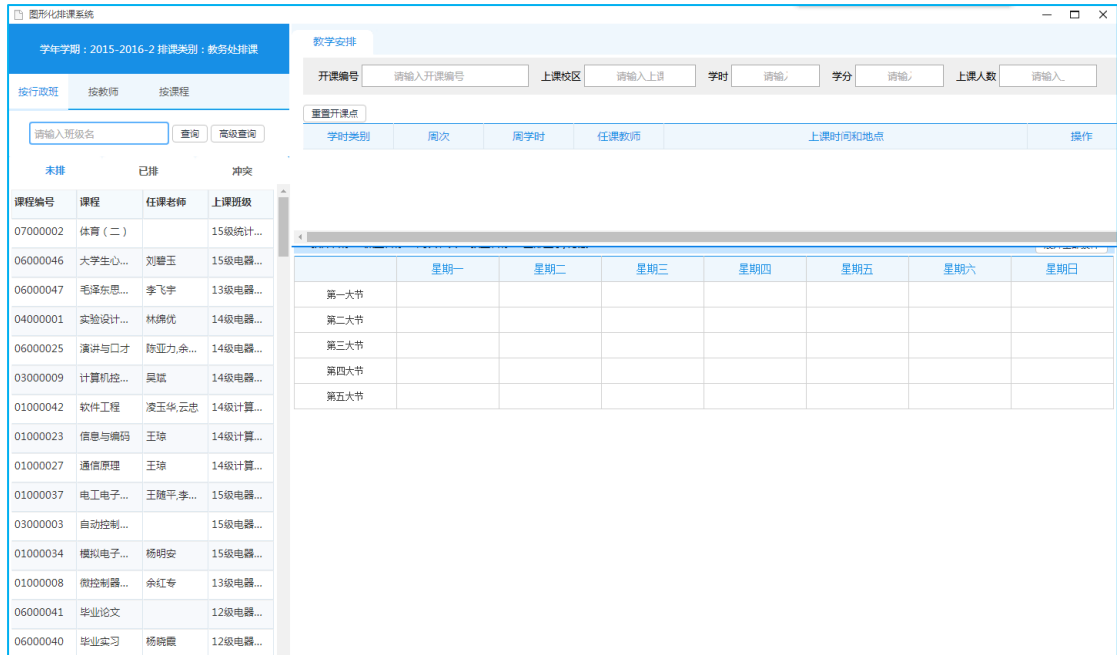 图形化排课系统
学年学期：2015-2016-2 排课类别：教务处排课
按行政班 按教师 按课程
请输入班级名 查询 高级查询
未排 已排 冲突
课程编号 课程 任课老师 上课班级
07000002 体育（二） 15级统计...
06000046 大学生心... 刘碧玉 15级电器...
06000047 毛泽东思... 李飞宇 13级电器...
04000001 实验设计... 林绵优 14级电器...
06000025 演讲与口才 陈亚力,余... 14级电器...
03000009 计算机控... 吴斌 14级电器...
01000042 软件工程 凌玉华,云忠 14级计算...
01000023 信息与编码 王琼 14级计算...
01000027 通信原理 王琼 14级计算...
01000037 电工电子... 王随平,李... 15级电器...
03000003 自动控制... 15级电器...
01000034 模拟电子... 杨明安 15级电器...
01000008 微控制器... 余红专 13级电器...
06000041 毕业论文 12级电器...
06000040 毕业实习 杨晓霞 12级电器...
教学安排
开课编号 请输入开课编号 上课校区 请输入上课 学时 请输入 学分 请输入 上课人数 请输入_
重置开课点
学时类别 周次 周学时 任课教师 上课时间和地点 操作
星期一 星期二 星期三 星期四 星期五 星期六 星期日
第一大节
第二大节
第三大节
第四大节
第五大节